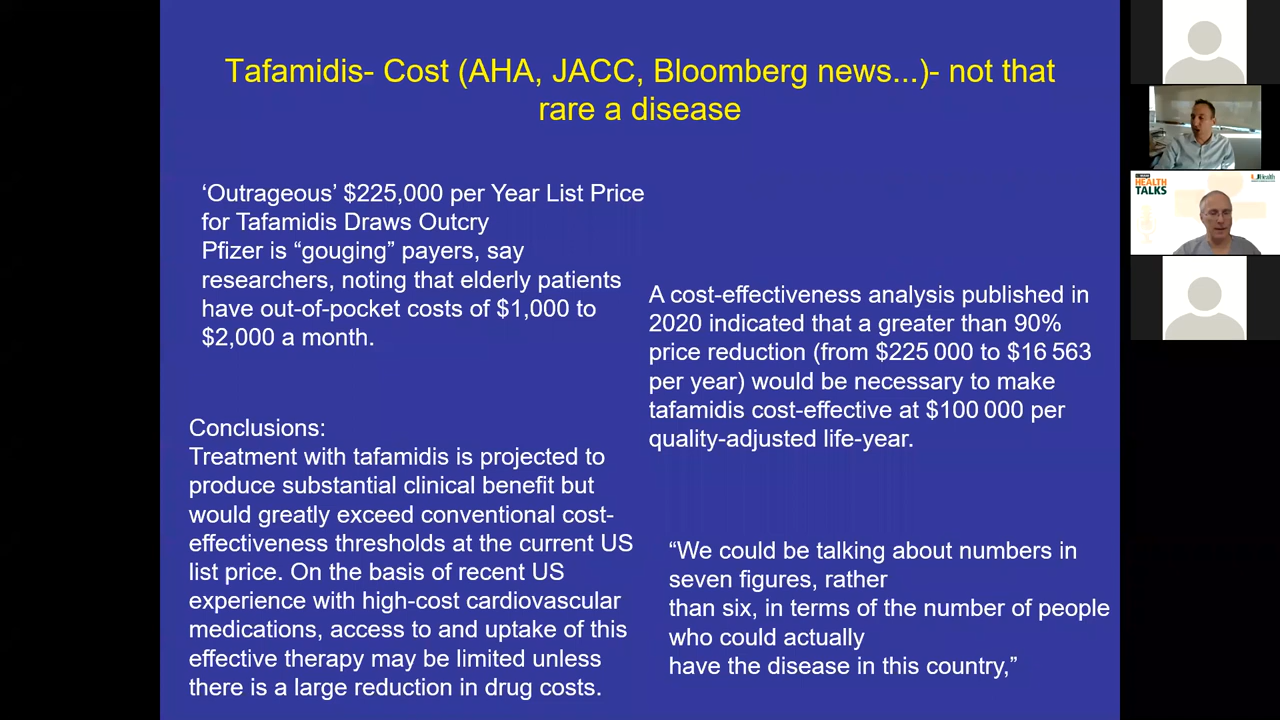 Tafamidis- Cost (AHA, JACC, Bloomberg news...)- not that
rare a disease
‘Outrageous’ $225,000 per Year List Price
for Tafamidis Draws Outcry
Pfizer is “gouging” payers, say
researchers, noting that elderly patients
have out-of-pocket costs of $1,000 to
$2,000 a month.
Conclusions:
Treatment with tafamidis is projected to
produce substantial clinical benefit but
would greatly exceed conventional cost-
effectiveness thresholds at the current US
list price. On the basis of recent US
experience with high-cost cardiovascular
medications, access to and uptake of this
effective therapy may be limited unless
there is a large reduction in drug costs.
A cost-effectiveness analysis published in
2020 indicated that a greater than 90%
price reduction (from $225 000 to $16 563
per year) would be necessary to make
tafamidis cost-effective at $100 000 per
quality-adjusted life-year.
“We could be talking about numbers in
seven figures, rather
than six, in terms of the number of people
who could actually
have the disease in this country,”
HEALTH
TALKS
Health